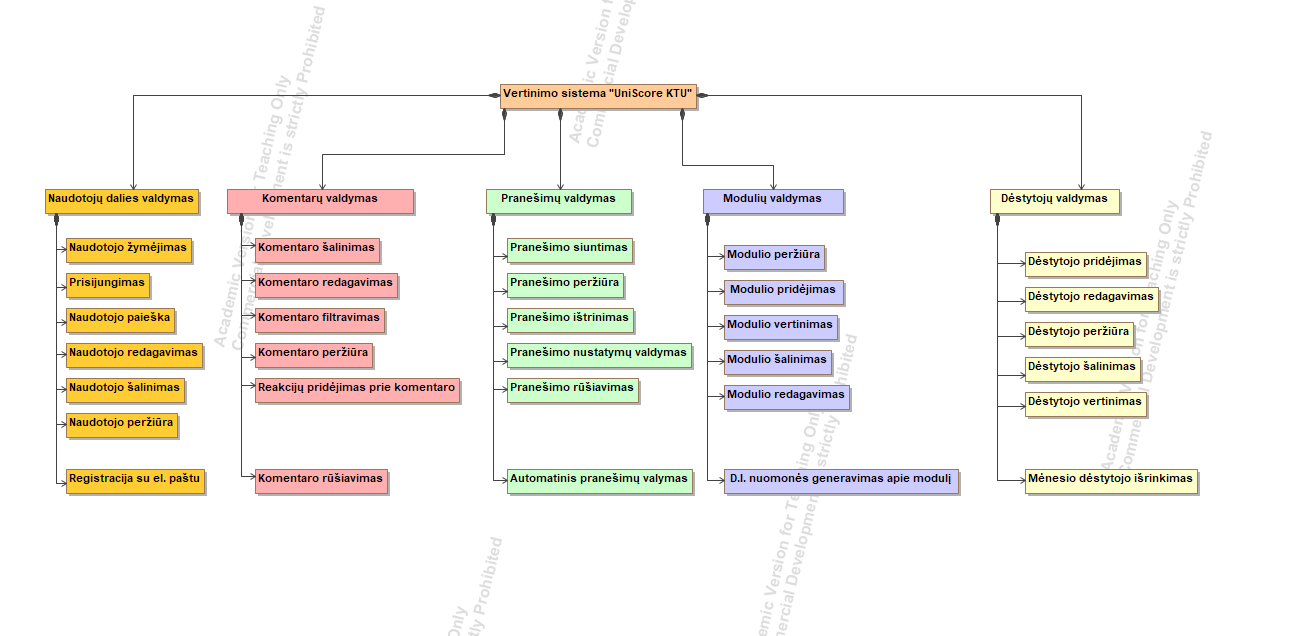 Vertinimo sistema "UniScore KTU"
Naudotojų dalies valdymas
Naudotojo žymėjimas
Prisijungimas
Naudotojo paieška
Naudotojo redagavimas
Naudotojo šalinimas
Naudotojo peržiūra
Registracija su el. paštu
Komentarų valdymas
Komentaro šalinimas
Komentaro redagavimas
Komentaro filtravimas
Komentaro peržiūra
Reakcijų pridėjimas prie komentaro
Komentaro rūšiavimas
Pranešimų valdymas
Pranešimo siuntimas
Pranešimo peržiūra
Pranešimo ištrinimas
Pranešimo nustatymų valdymas
Pranešimo rūšiavimas
Automatinis pranešimų valymas
Modulių valdymas
Modulio peržiūra
Modulio pridėjimas
Modulio vertinimas
Modulio šalinimas
Modulio redagavimas
D.I. nuomonės generavimas apie modulį
Dėstytojų valdymas
Dėstytojo pridėjimas
Dėstytojo redagavimas
Dėstytojo peržiūra
Dėstytojo šalinimas
Dėstytojo vertinimas
Mėnesio dėstytojo išrinkimas
Academic Version for Teaching Only
Commercial Development is strictly Prohibited